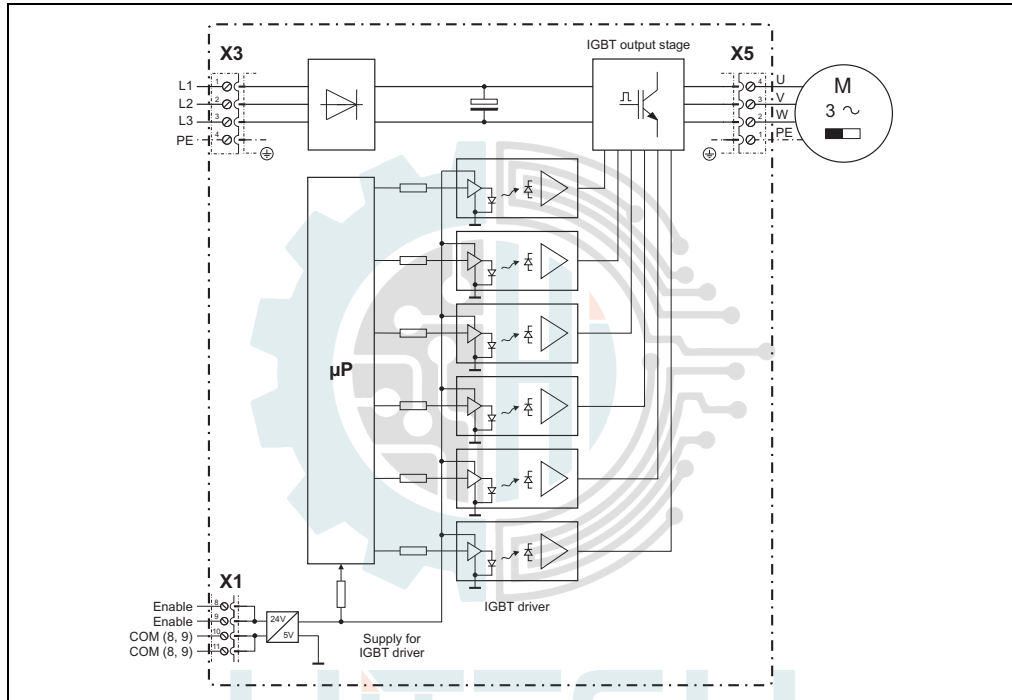 IGBT output stage
X3
X5
L1
L2
L3
PE
1
2
3
4
4
3
2
1
U
V
W
PE
M
3 ~
µP
X1
Enable
Enable
COM (8, 9)
COM (8, 9)
8
9
10
11
24V
5V
Supply for
IGBT driver
IGBT driver